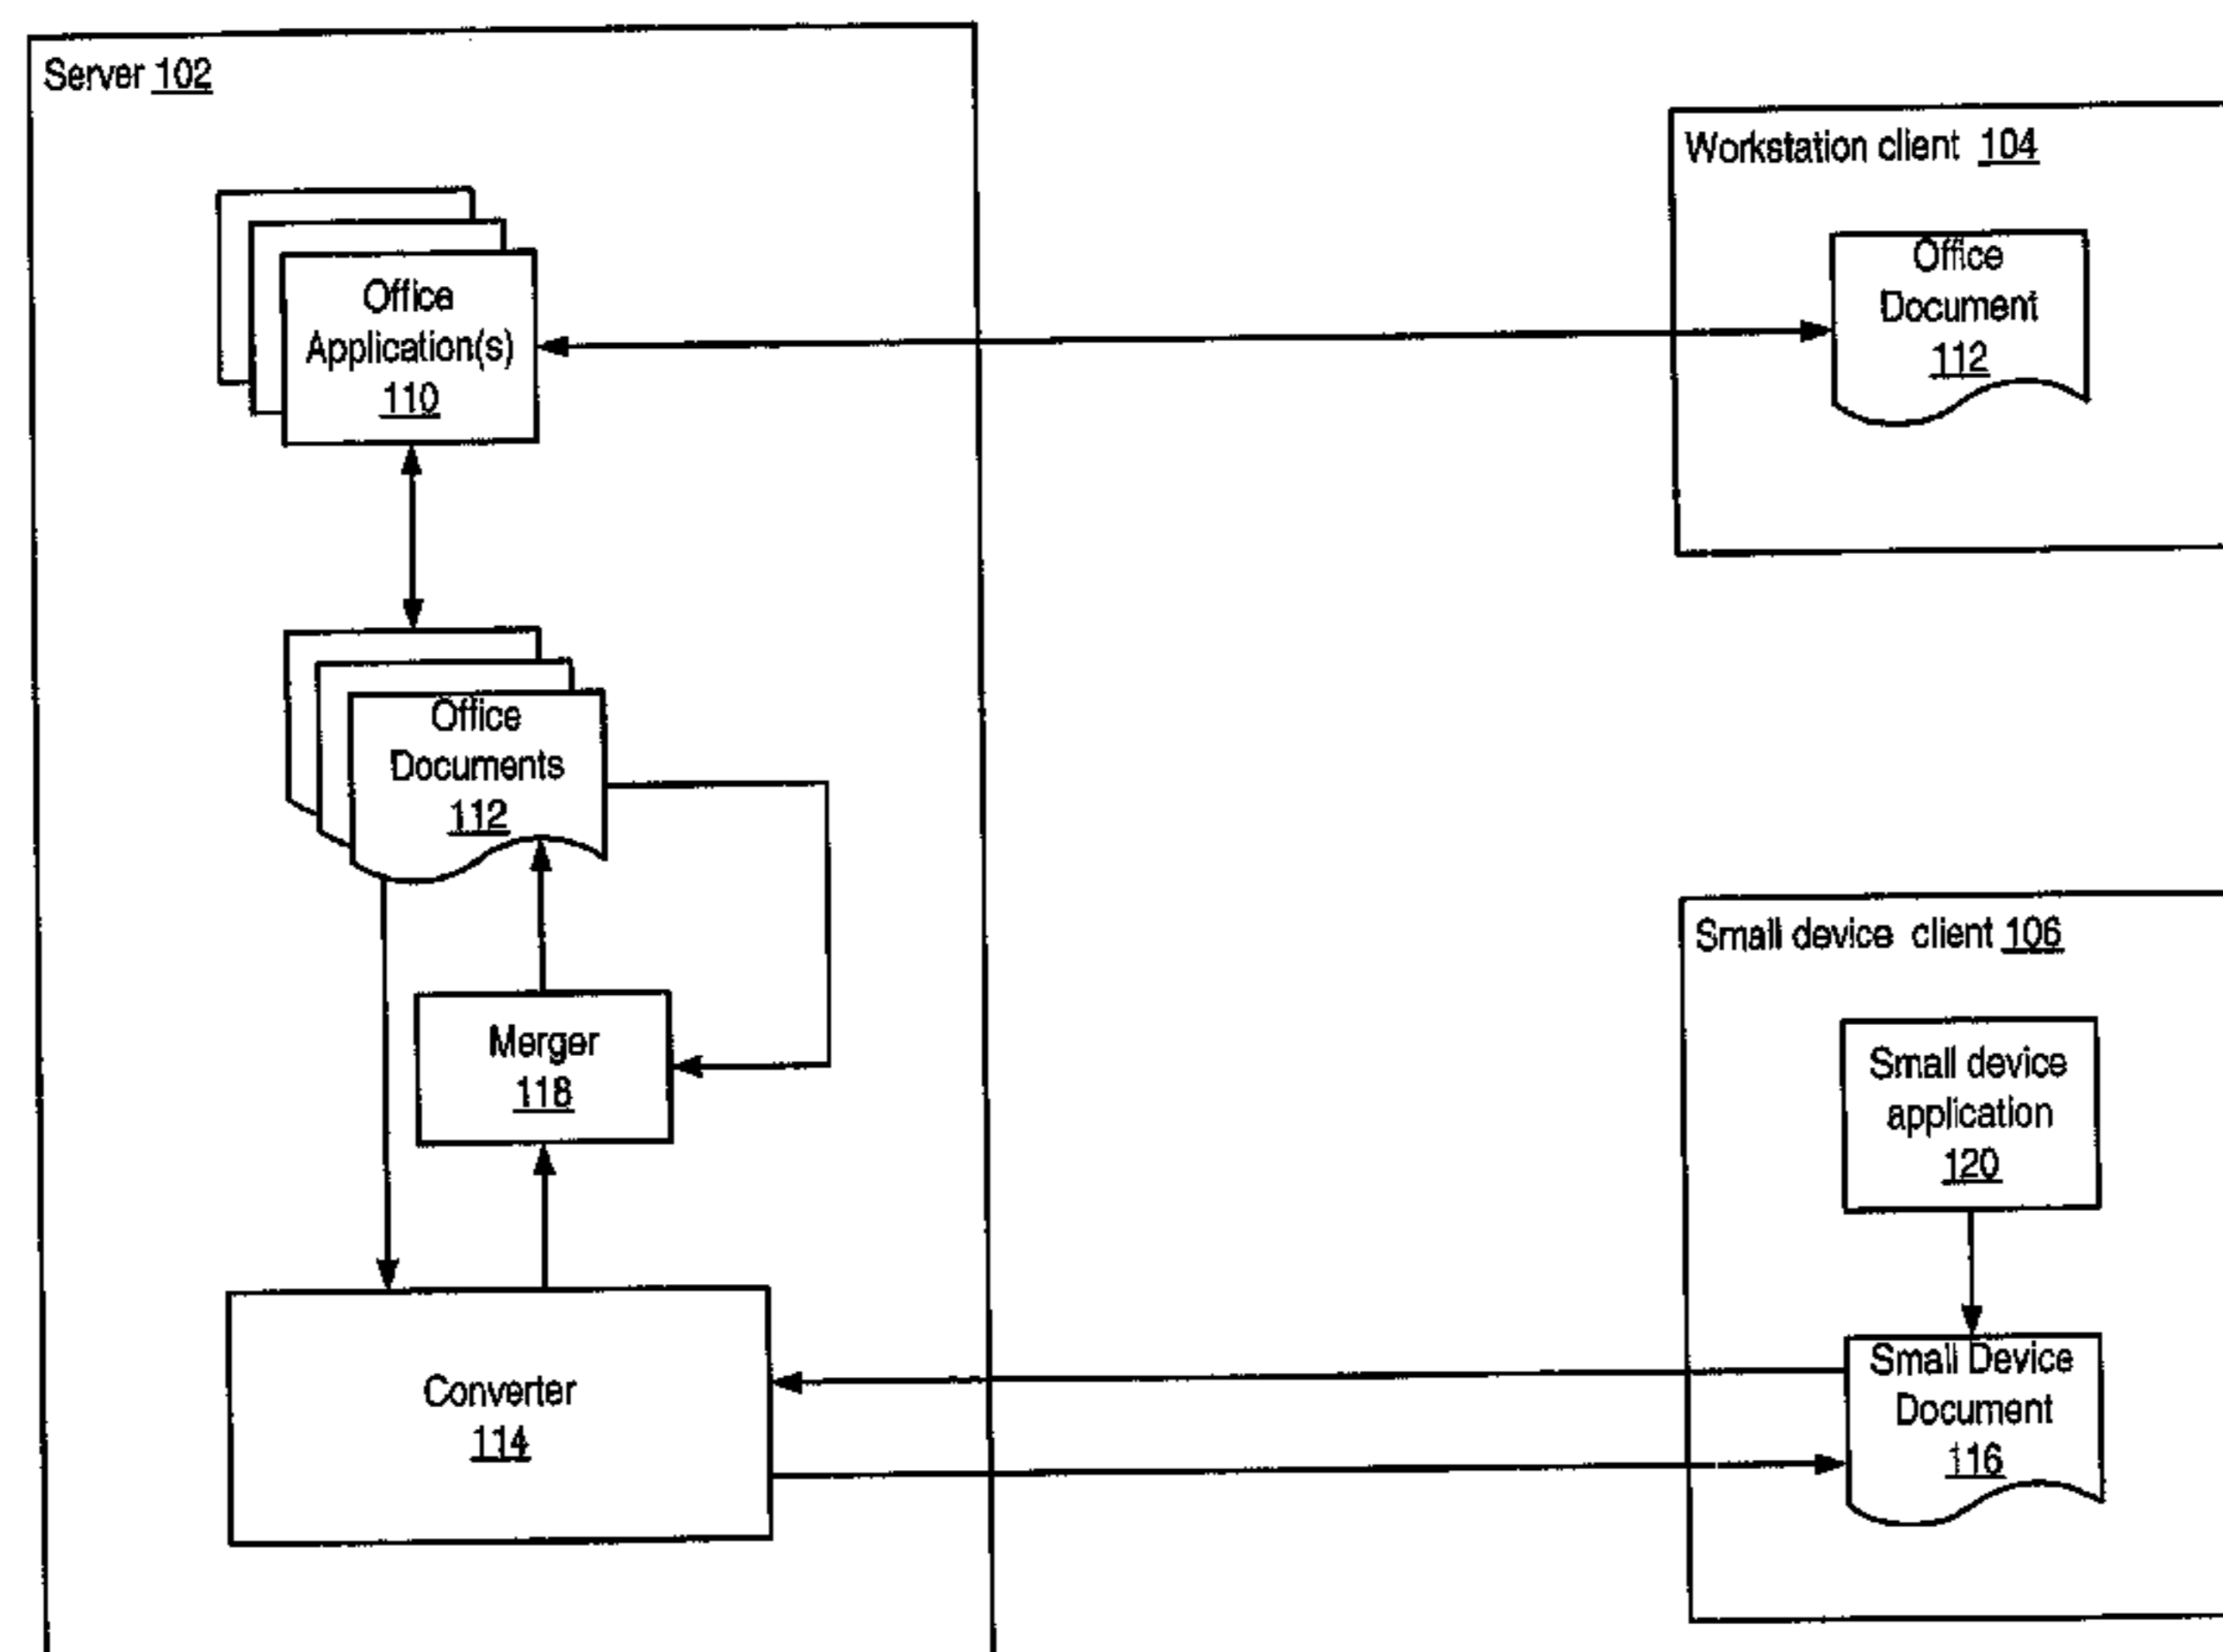 Server 102
Office
Application(s)
110
Office
Documents
112
Merger
118
Converter
114
Workstation client 104
Office
Document
112
Small device client 106
Small device
application
120
Small Device
Document
116